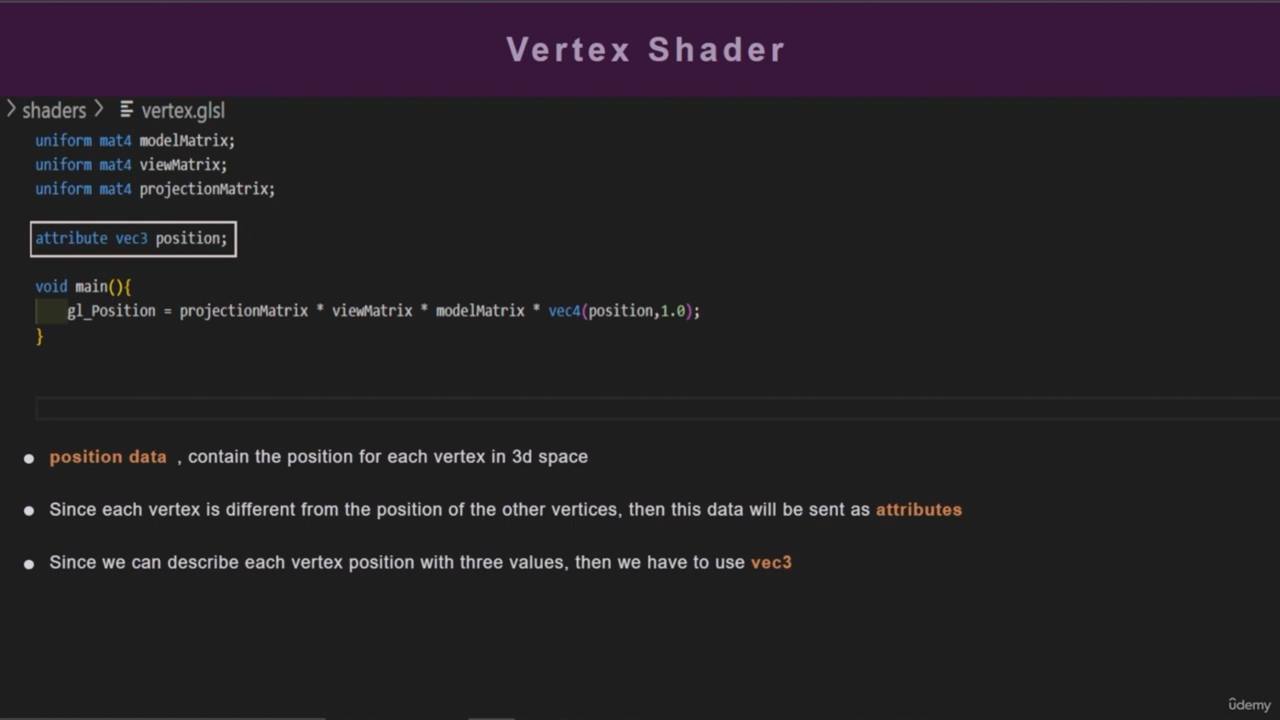 Vertex Shader
shaders vertex.glsl
uniform mat4 modelMatrix;
uniform mat4 viewMatrix;
uniform mat4 projectionMatrix;
attribute vec3 position;
void main(){
gl_Position = projectionMatrix * viewMatrix * modelMatrix * vec4(position,1.0);
}
position data , contain the position for each vertex in 3d space
Since each vertex is different from the position of the other vertices, then this data will be sent as attributes
Since we can describe each vertex position with three values, then we have to use vec3
ûdemy